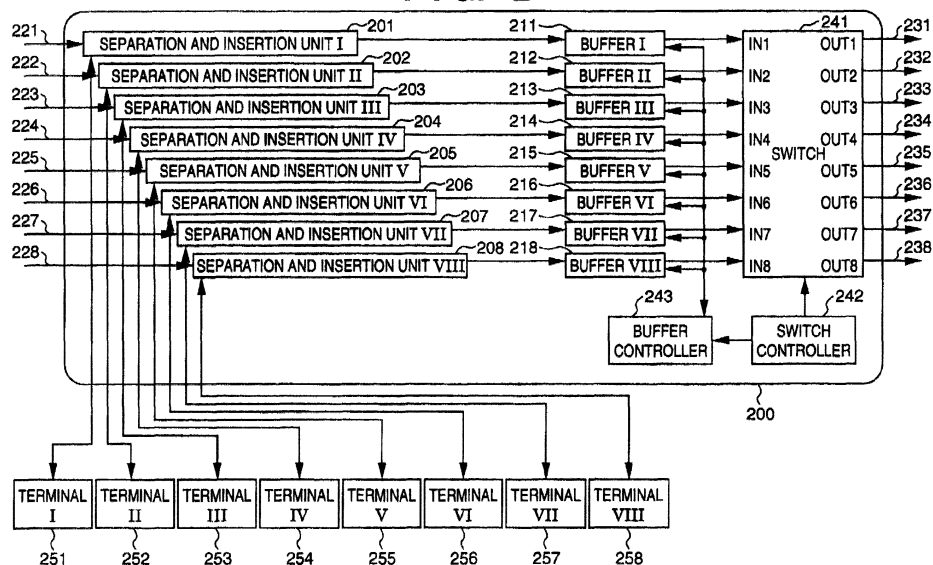 201 211 241
221 SEPARATION AND INSERTION UNIT I BUFFER I IN1 OUT1 231
202 212
222 SEPARATION AND INSERTION UNIT II BUFFER II IN2 OUT2 232
203 213
223 SEPARATION AND INSERTION UNIT III BUFFER III IN3 OUT3 233
204 214
224 SEPARATION AND INSERTION UNIT IV BUFFER IV IN4 OUT4 234
SWITCH
205 215
225 SEPARATION AND INSERTION UNIT V BUFFER V IN5 OUT5 235
206 216
226 SEPARATION AND INSERTION UNIT VI BUFFER VI IN6 OUT6 236
207 217
227 SEPARATION AND INSERTION UNIT VII BUFFER VII IN7 OUT7 237
208 218
228 SEPARATION AND INSERTION UNIT VIII BUFFER VIII IN8 OUT8 238
243 242
BUFFER CONTROLLER
SWITCH CONTROLLER
200
TERMINAL I
TERMINAL II
TERMINAL III
TERMINAL IV
TERMINAL V
TERMINAL VI
TERMINAL VII
TERMINAL VIII
251 252 253 254 255 256 257 258